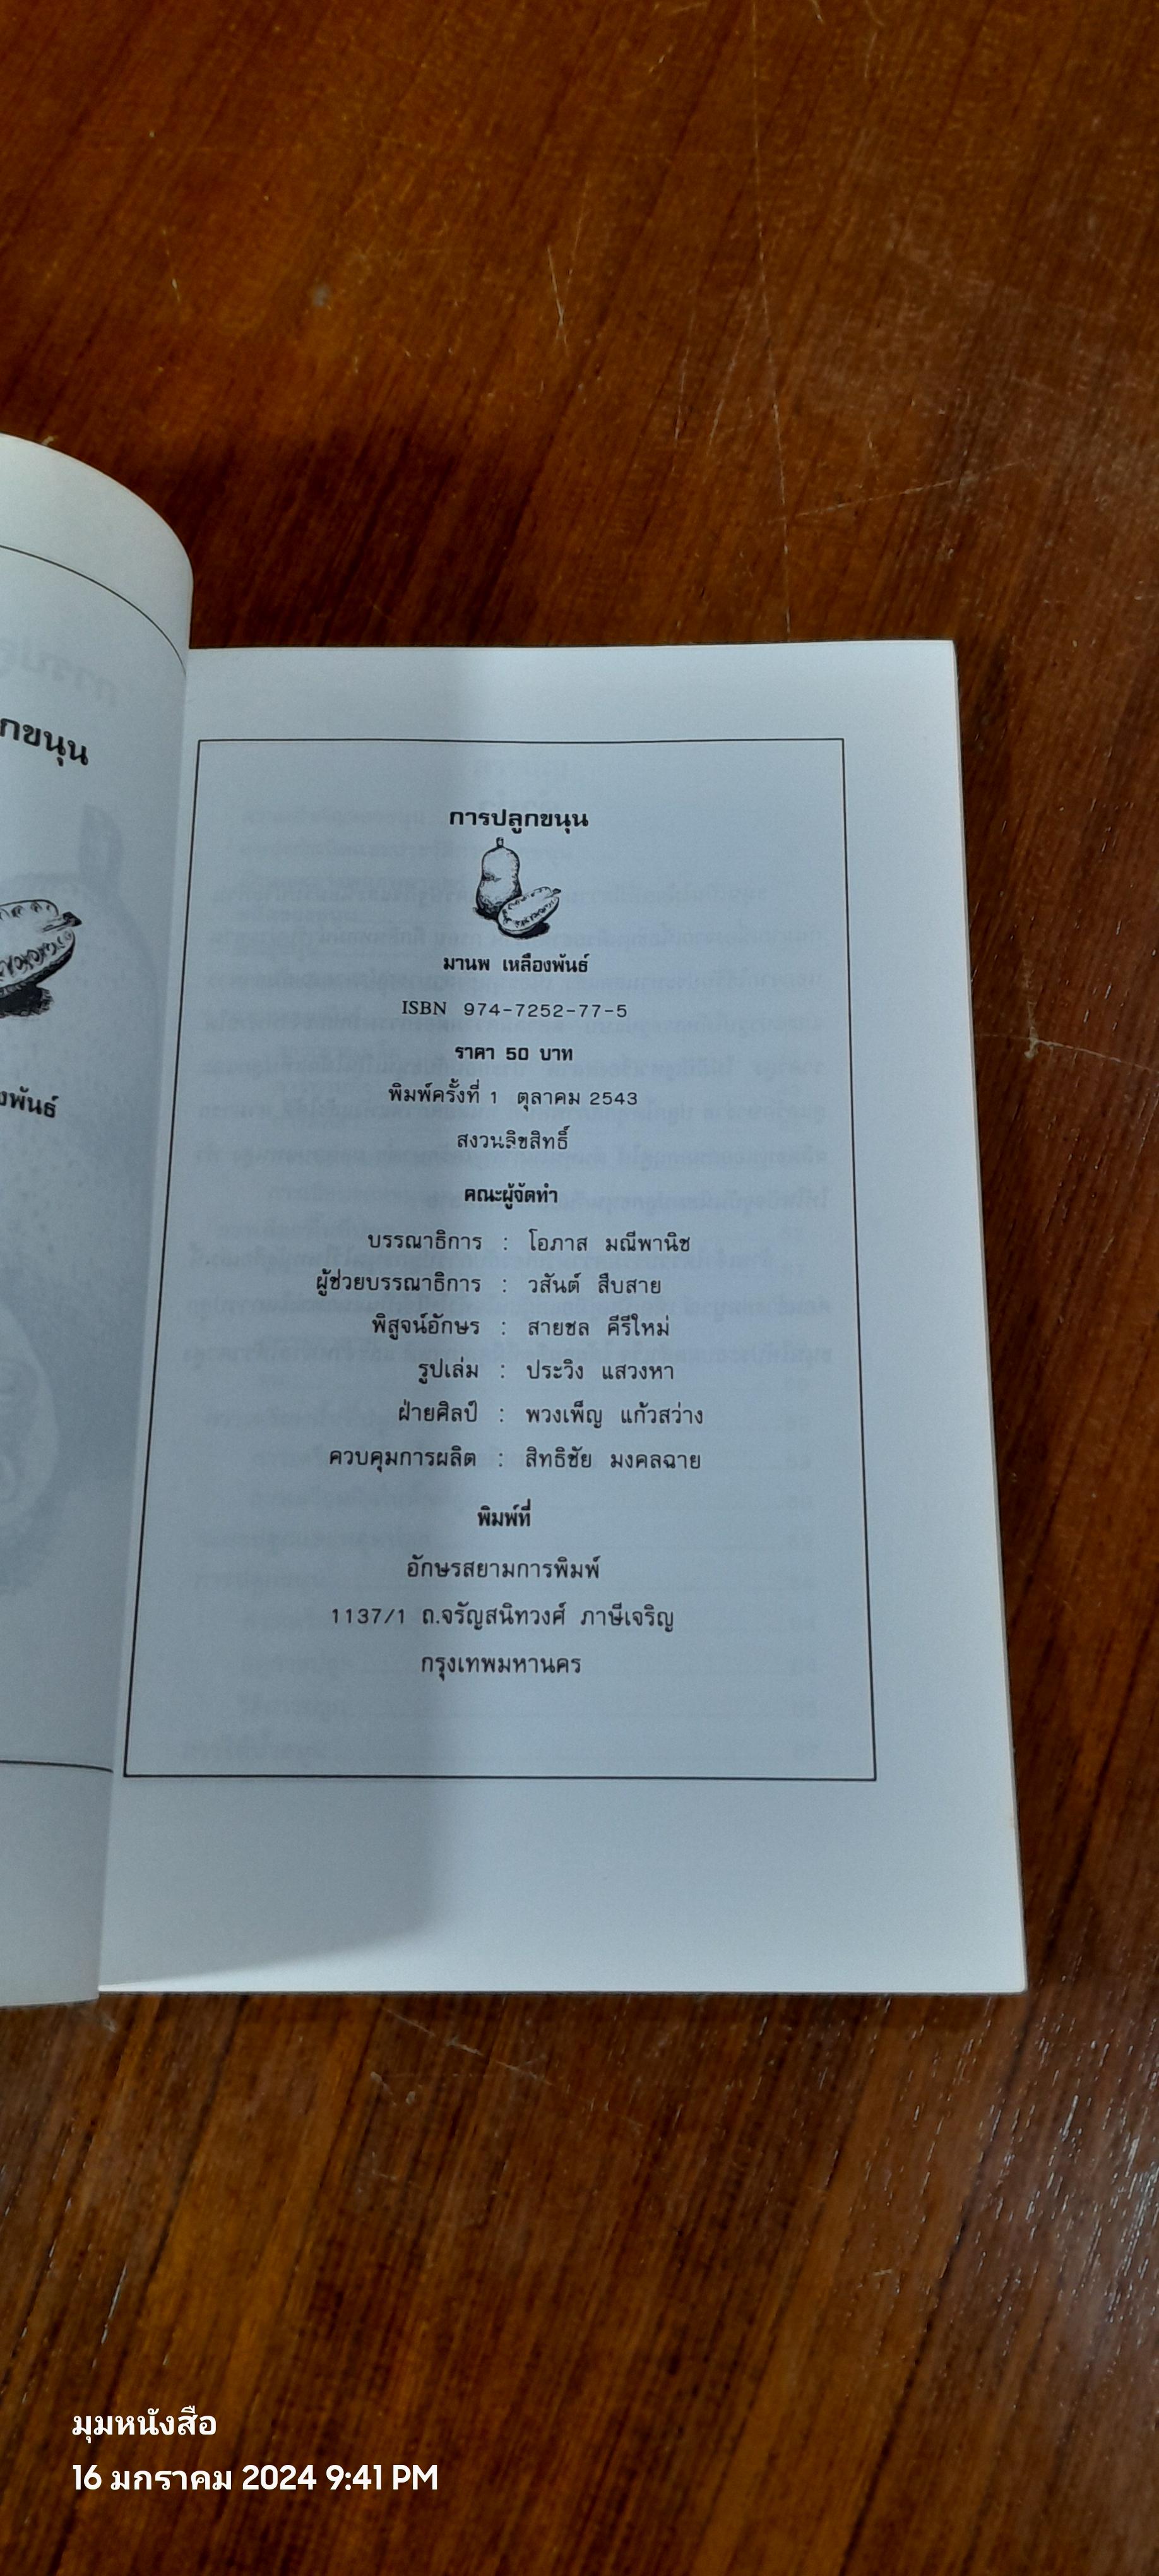 กขนุน
งพันธ์
การปลูกขนุน
มานพ เหลืองพันธ์
ISBN 974-7252-77-5
ราคา 50 บาท
พิมพ์ครั้งที่ 1 ตุลาคม 2543
สงวนลิขสิทธิ์
คณะผู้จัดทำ
บรรณาธิการ : โอภาส มณีพานิช
ผู้ช่วยบรรณาธิการ : วสันต์ สืบสาย
พิสูจน์อักษร : สายชล คีรีใหม่
รูปเล่ม : ประวิง แสวงหา
ฝ่ายศิลป์ : พวงเพ็ญ แก้วสว่าง
ควบคุมการผลิต : สิทธิชัย มงคลฉาย
พิมพ์ที่
อักษรสยามการพิมพ์
1137/1 ถ.จรัญสนิทวงศ์ ภาษีเจริญ
กรุงเทพมหานคร
มุมหนังสือ
16 มกราคม 2024 9:41 PM